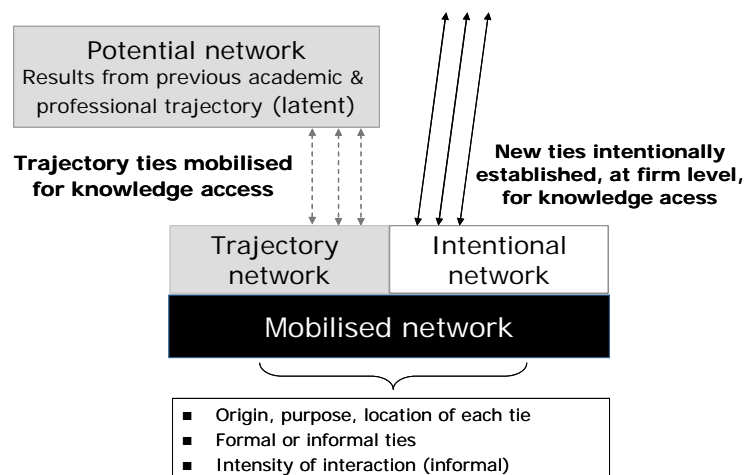 Potential network
Results from previous academic &
professional trajectory (latent)
Trajectory ties mobilised
for knowledge access
New ties intentionally
established, at firm level,
for knowledge acess
Trajectory
network
Intentional
network
Mobilised network
▪ Origin, purpose, location of each tie
▪ Formal or informal ties
▪ Intensity of interaction (informal)